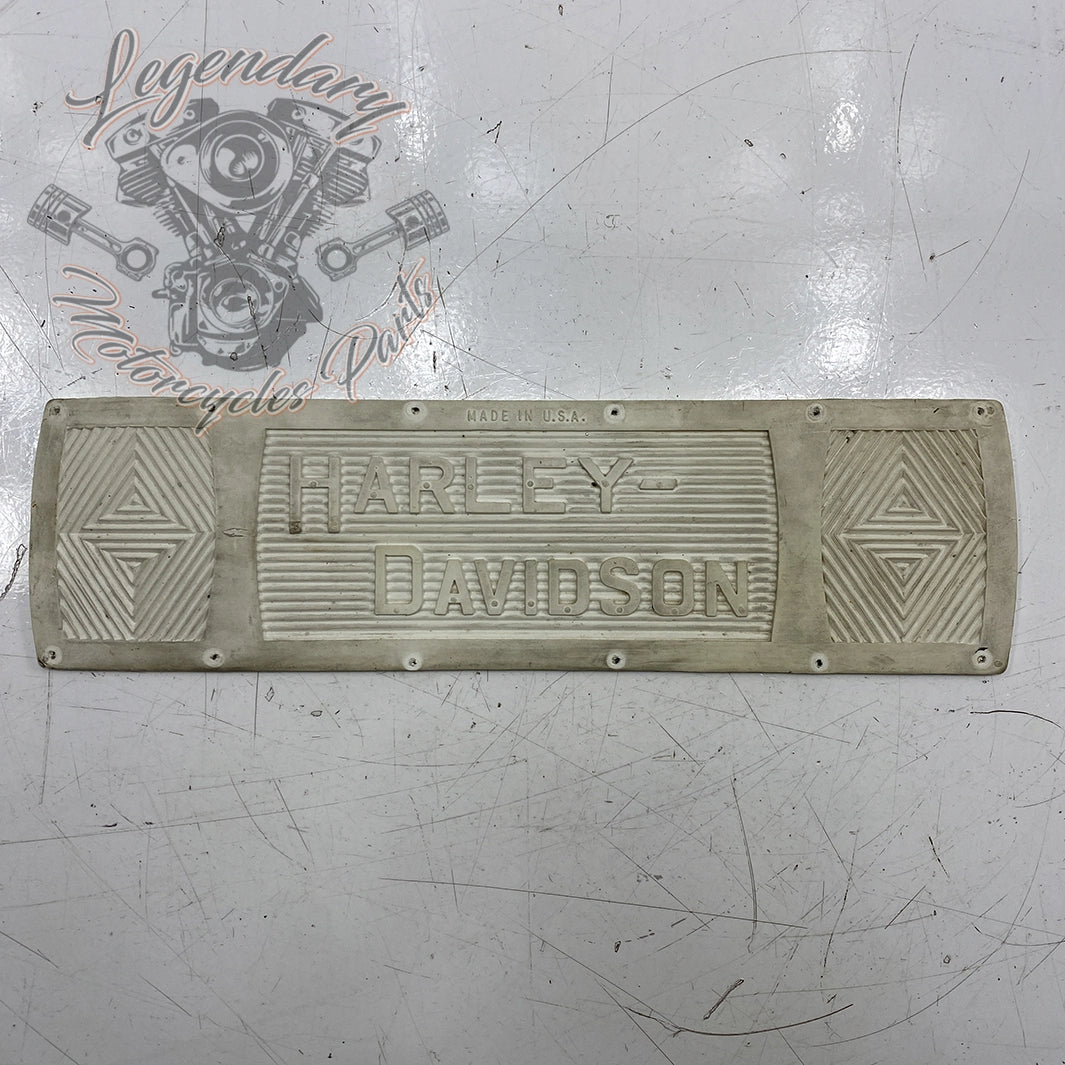 Legendary
Motorcycles Parts
MADE IN U.S.A.
HARLEY-
DAVIDSON